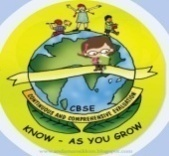 CBSE
CONTINUOUS AND COMPREHENSIVE EVALUATION
KNOW - AS YOU GROW